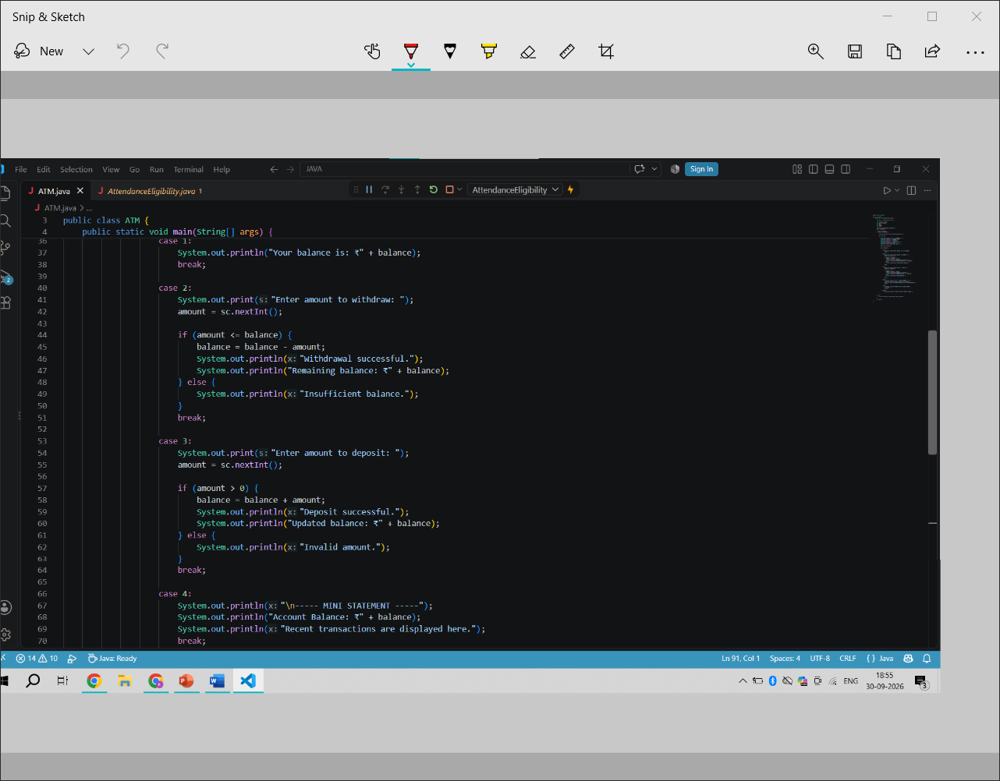 Snip & Sketch
New
File Edit Selection View Go Run Terminal Help
JAVA
Sign In
J ATM.java
J AttendanceEligibility.java 1
AttendanceEligibility
J ATM.java > ...
3 public class ATM {
4 public static void main(String[] args) {
36 case 1:
37 System.out.println("Your balance is: ₹" + balance);
38 break;
39
40 case 2:
41 System.out.print(s: "Enter amount to withdraw: ");
42 amount = sc.nextInt();
43
44 if (amount <= balance) {
45 balance = balance - amount;
46 System.out.println(x: "Withdrawal successful.");
47 System.out.println("Remaining balance: ₹" + balance);
48 } else {
49 System.out.println(x: "Insufficient balance.");
50 }
51 break;
52
53 case 3:
54 System.out.print(s: "Enter amount to deposit: ");
55 amount = sc.nextInt();
56
57 if (amount > 0) {
58 balance = balance + amount;
59 System.out.println(x: "Deposit successful.");
60 System.out.println("Updated balance: ₹" + balance);
61 } else {
62 System.out.println(x: "Invalid amount.");
63 }
64 break;
65
66 case 4:
67 System.out.println(x: "\n----- MINI STATEMENT -----");
68 System.out.println("Account Balance: ₹" + balance);
69 System.out.println(x: "Recent transactions are displayed here.");
70 break;
2
14 10 Java: Ready
Ln 91, Col 1 Spaces: 4 UTF-8 CRLF { } Java
ENG
18:55
30-09-2026
3